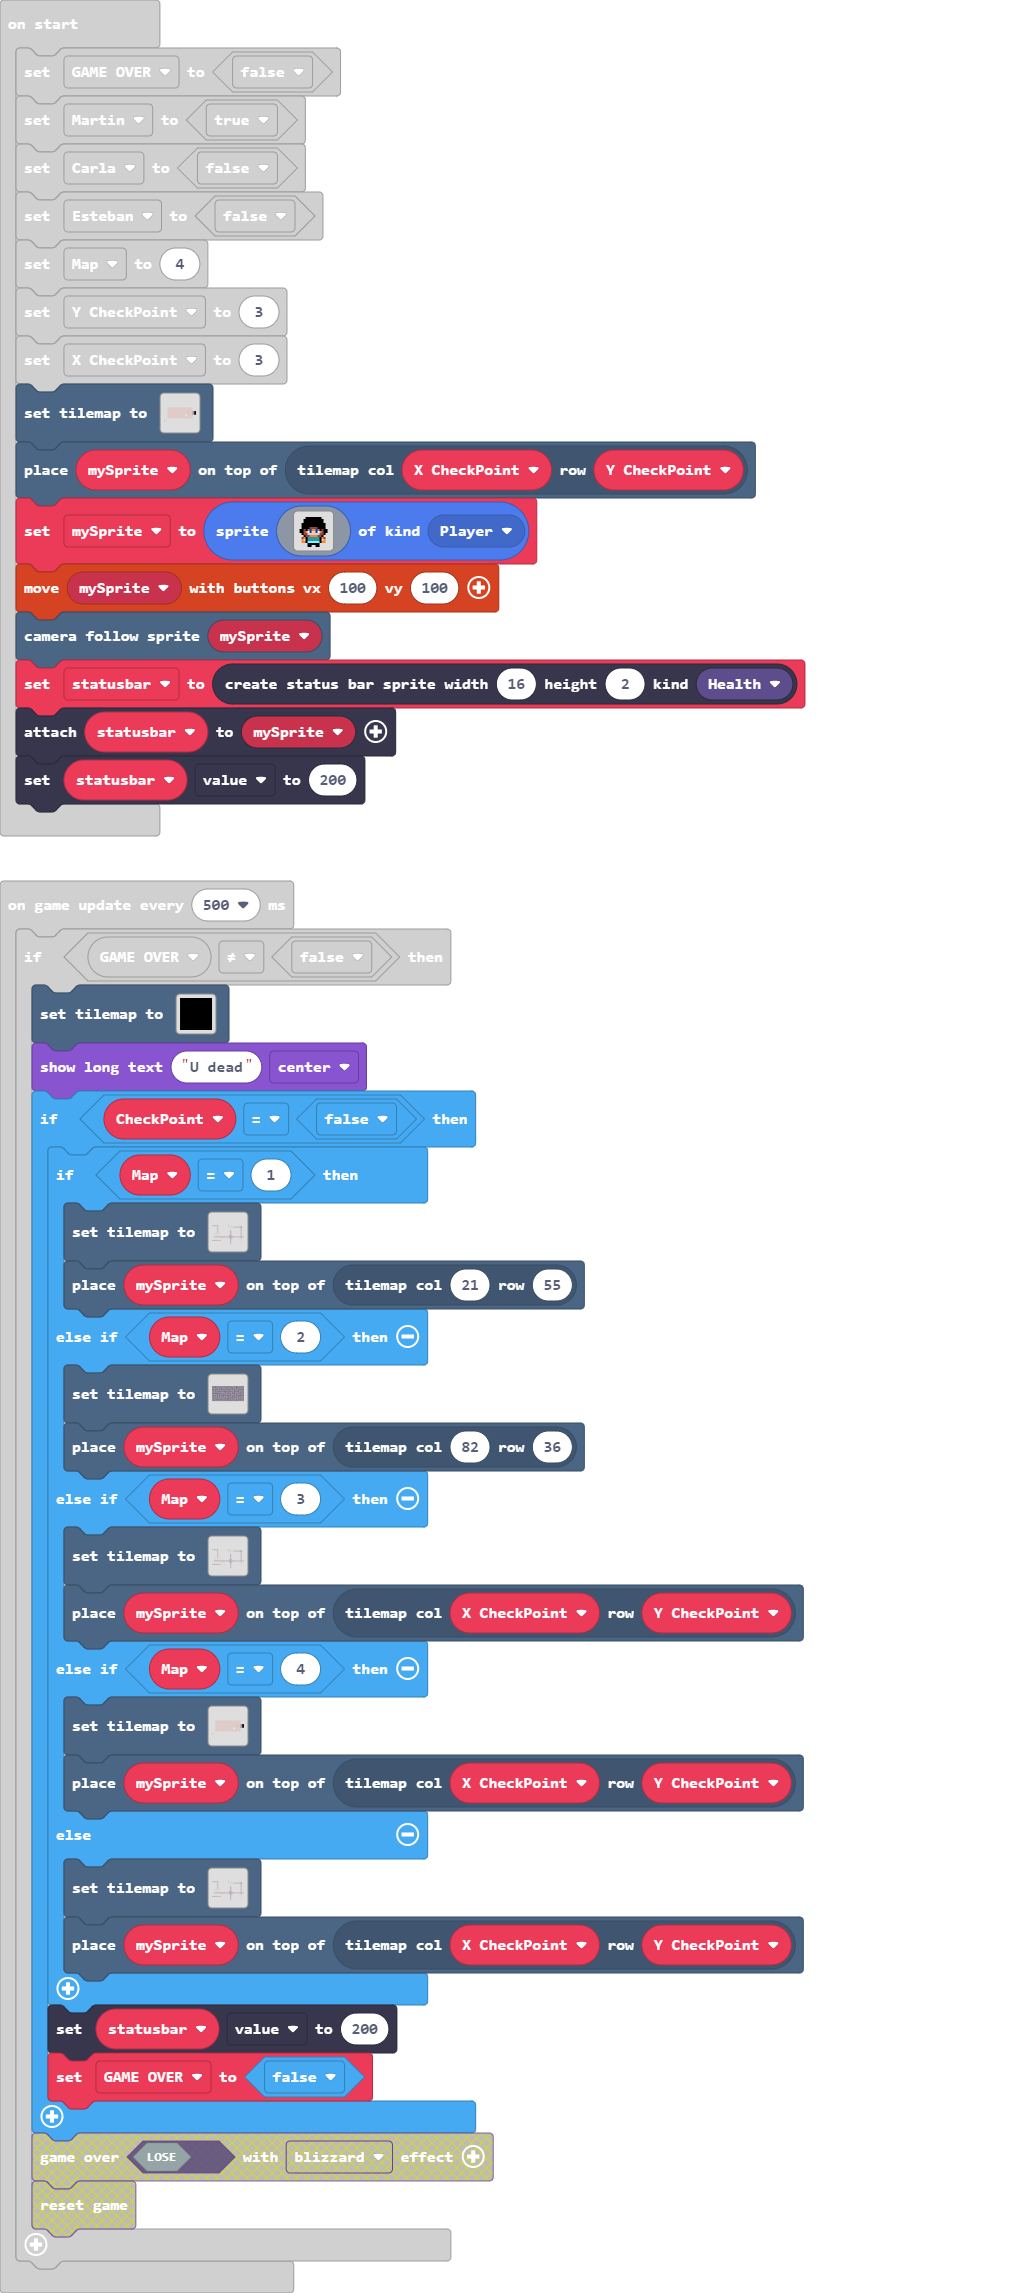 on start
set GAME OVER to false
set Martin to true
set Carla to false
set Esteban to false
set Map to 4
set Y CheckPoint to 3
set X CheckPoint to 3
set tilemap to
place mySprite on top of tilemap col X CheckPoint row Y CheckPoint
set mySprite to sprite of kind Player
move mySprite with buttons vx 100 vy 100
camera follow sprite mySprite
set statusbar to create status bar sprite width 16 height 2 kind Health
attach statusbar to mySprite
set statusbar value to 200
on game update every 500 ms
if GAME OVER ≠ false then
set tilemap to
show long text "U dead" center
if CheckPoint = false then
if Map = 1 then
set tilemap to
place mySprite on top of tilemap col 21 row 55
else if Map = 2 then
set tilemap to
place mySprite on top of tilemap col 82 row 36
else if Map = 3 then
set tilemap to
place mySprite on top of tilemap col X CheckPoint row Y CheckPoint
else if Map = 4 then
set tilemap to
place mySprite on top of tilemap col X CheckPoint row Y CheckPoint
else
set tilemap to
place mySprite on top of tilemap col X CheckPoint row Y CheckPoint
set statusbar value to 200
set GAME OVER to false
game over LOSE with blizzard effect
reset game